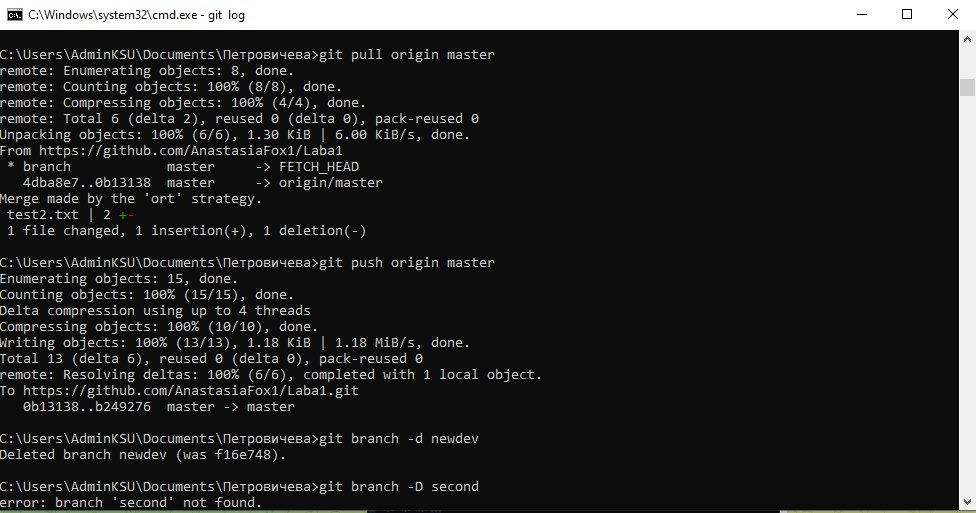 C:\Windows\system32\cmd.exe - git  log
C:\Users\AdminKSU\Documents\Петровичева>git pull origin master
remote: Enumerating objects: 8, done.
remote: Counting objects: 100% (8/8), done.
remote: Compressing objects: 100% (4/4), done.
remote: Total 6 (delta 2), reused 0 (delta 0), pack-reused 0
Unpacking objects: 100% (6/6), 1.30 KiB | 6.00 KiB/s, done.
From https://github.com/AnastasiaFox1/Laba1
 * branch            master     -> FETCH_HEAD
   4dba8e7..0b13138  master     -> origin/master
Merge made by the 'ort' strategy.
 test2.txt | 2 +-
 1 file changed, 1 insertion(+), 1 deletion(-)
C:\Users\AdminKSU\Documents\Петровичева>git push origin master
Enumerating objects: 15, done.
Counting objects: 100% (15/15), done.
Delta compression using up to 4 threads
Compressing objects: 100% (10/10), done.
Writing objects: 100% (13/13), 1.18 KiB | 1.18 MiB/s, done.
Total 13 (delta 6), reused 0 (delta 0), pack-reused 0
remote: Resolving deltas: 100% (6/6), completed with 1 local object.
To https://github.com/AnastasiaFox1/Laba1.git
   0b13138..b249276  master -> master
C:\Users\AdminKSU\Documents\Петровичева>git branch -d newdev
Deleted branch newdev (was f16e748).
C:\Users\AdminKSU\Documents\Петровичева>git branch -D second
error: branch 'second' not found.